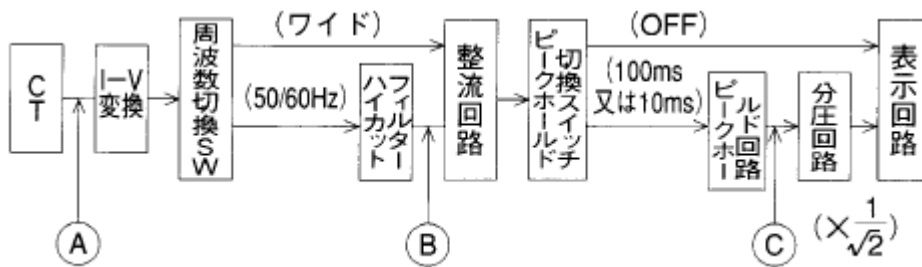 CT
I－V変換
周波数切換SW
(ワイド)
(50/60Hz)
ハイカット
フィルター
整流回路
ピークホールド
切換スイッチ
(OFF)
(100ms
又は10ms)
ピークホー
ルド回路
分圧回路
表示回路
A
B
C
(×1/√2)